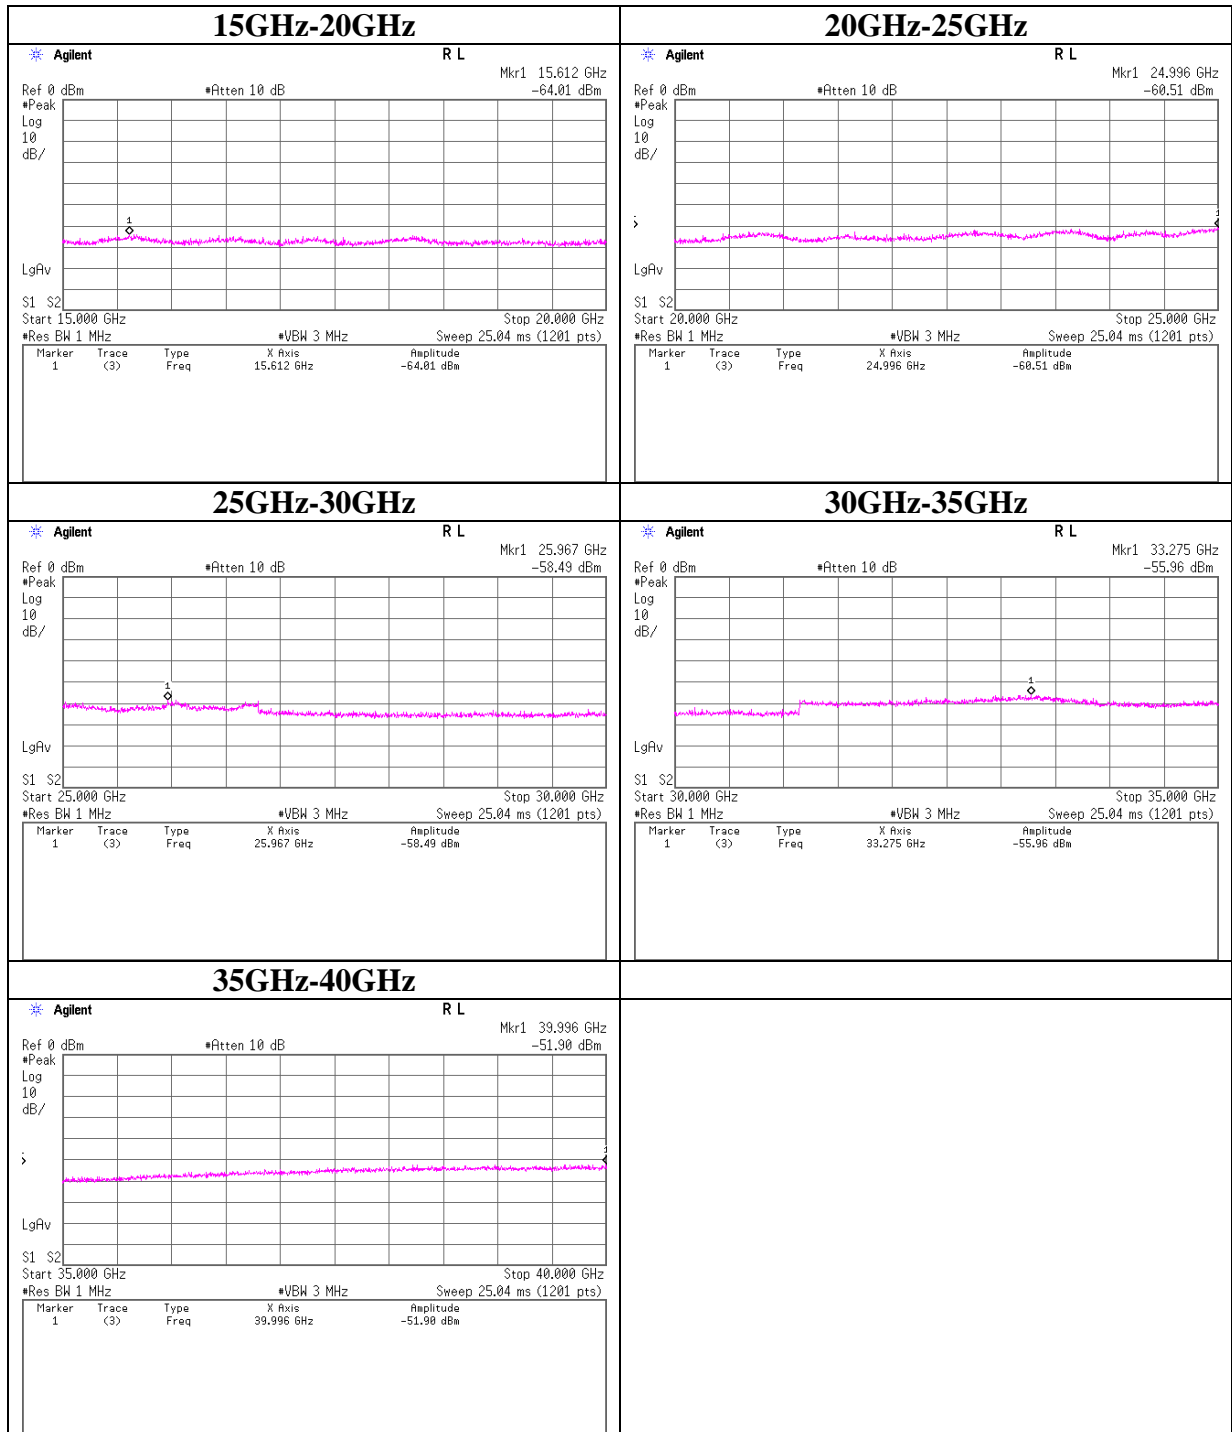 15GHz-20GHz
Agilent R L
Mkr1 15.612 GHz
Ref 0 dBm #Atten 10 dB -64.01 dBm
#Peak
Log
10
dB/
1
LgAv
S1 S2
Start 15.000 GHz Stop 20.000 GHz
#Res BW 1 MHz #VBW 3 MHz Sweep 25.04 ms (1201 pts)
Marker Trace Type X Axis Amplitude
1 (3) Freq 15.612 GHz -64.01 dBm
20GHz-25GHz
Agilent R L
Mkr1 24.996 GHz
Ref 0 dBm #Atten 10 dB -60.51 dBm
#Peak
Log
10
dB/
1
LgAv
S1 S2
Start 20.000 GHz Stop 25.000 GHz
#Res BW 1 MHz #VBW 3 MHz Sweep 25.04 ms (1201 pts)
Marker Trace Type X Axis Amplitude
1 (3) Freq 24.996 GHz -60.51 dBm
25GHz-30GHz
Agilent R L
Mkr1 25.967 GHz
Ref 0 dBm #Atten 10 dB -58.49 dBm
#Peak
Log
10
dB/
1
LgAv
S1 S2
Start 25.000 GHz Stop 30.000 GHz
#Res BW 1 MHz #VBW 3 MHz Sweep 25.04 ms (1201 pts)
Marker Trace Type X Axis Amplitude
1 (3) Freq 25.967 GHz -58.49 dBm
30GHz-35GHz
Agilent R L
Mkr1 33.275 GHz
Ref 0 dBm #Atten 10 dB -55.96 dBm
#Peak
Log
10
dB/
1
LgAv
S1 S2
Start 30.000 GHz Stop 35.000 GHz
#Res BW 1 MHz #VBW 3 MHz Sweep 25.04 ms (1201 pts)
Marker Trace Type X Axis Amplitude
1 (3) Freq 33.275 GHz -55.96 dBm
35GHz-40GHz
Agilent R L
Mkr1 39.996 GHz
Ref 0 dBm #Atten 10 dB -51.90 dBm
#Peak
Log
10
dB/
1
LgAv
S1 S2
Start 35.000 GHz Stop 40.000 GHz
#Res BW 1 MHz #VBW 3 MHz Sweep 25.04 ms (1201 pts)
Marker Trace Type X Axis Amplitude
1 (3) Freq 39.996 GHz -51.90 dBm